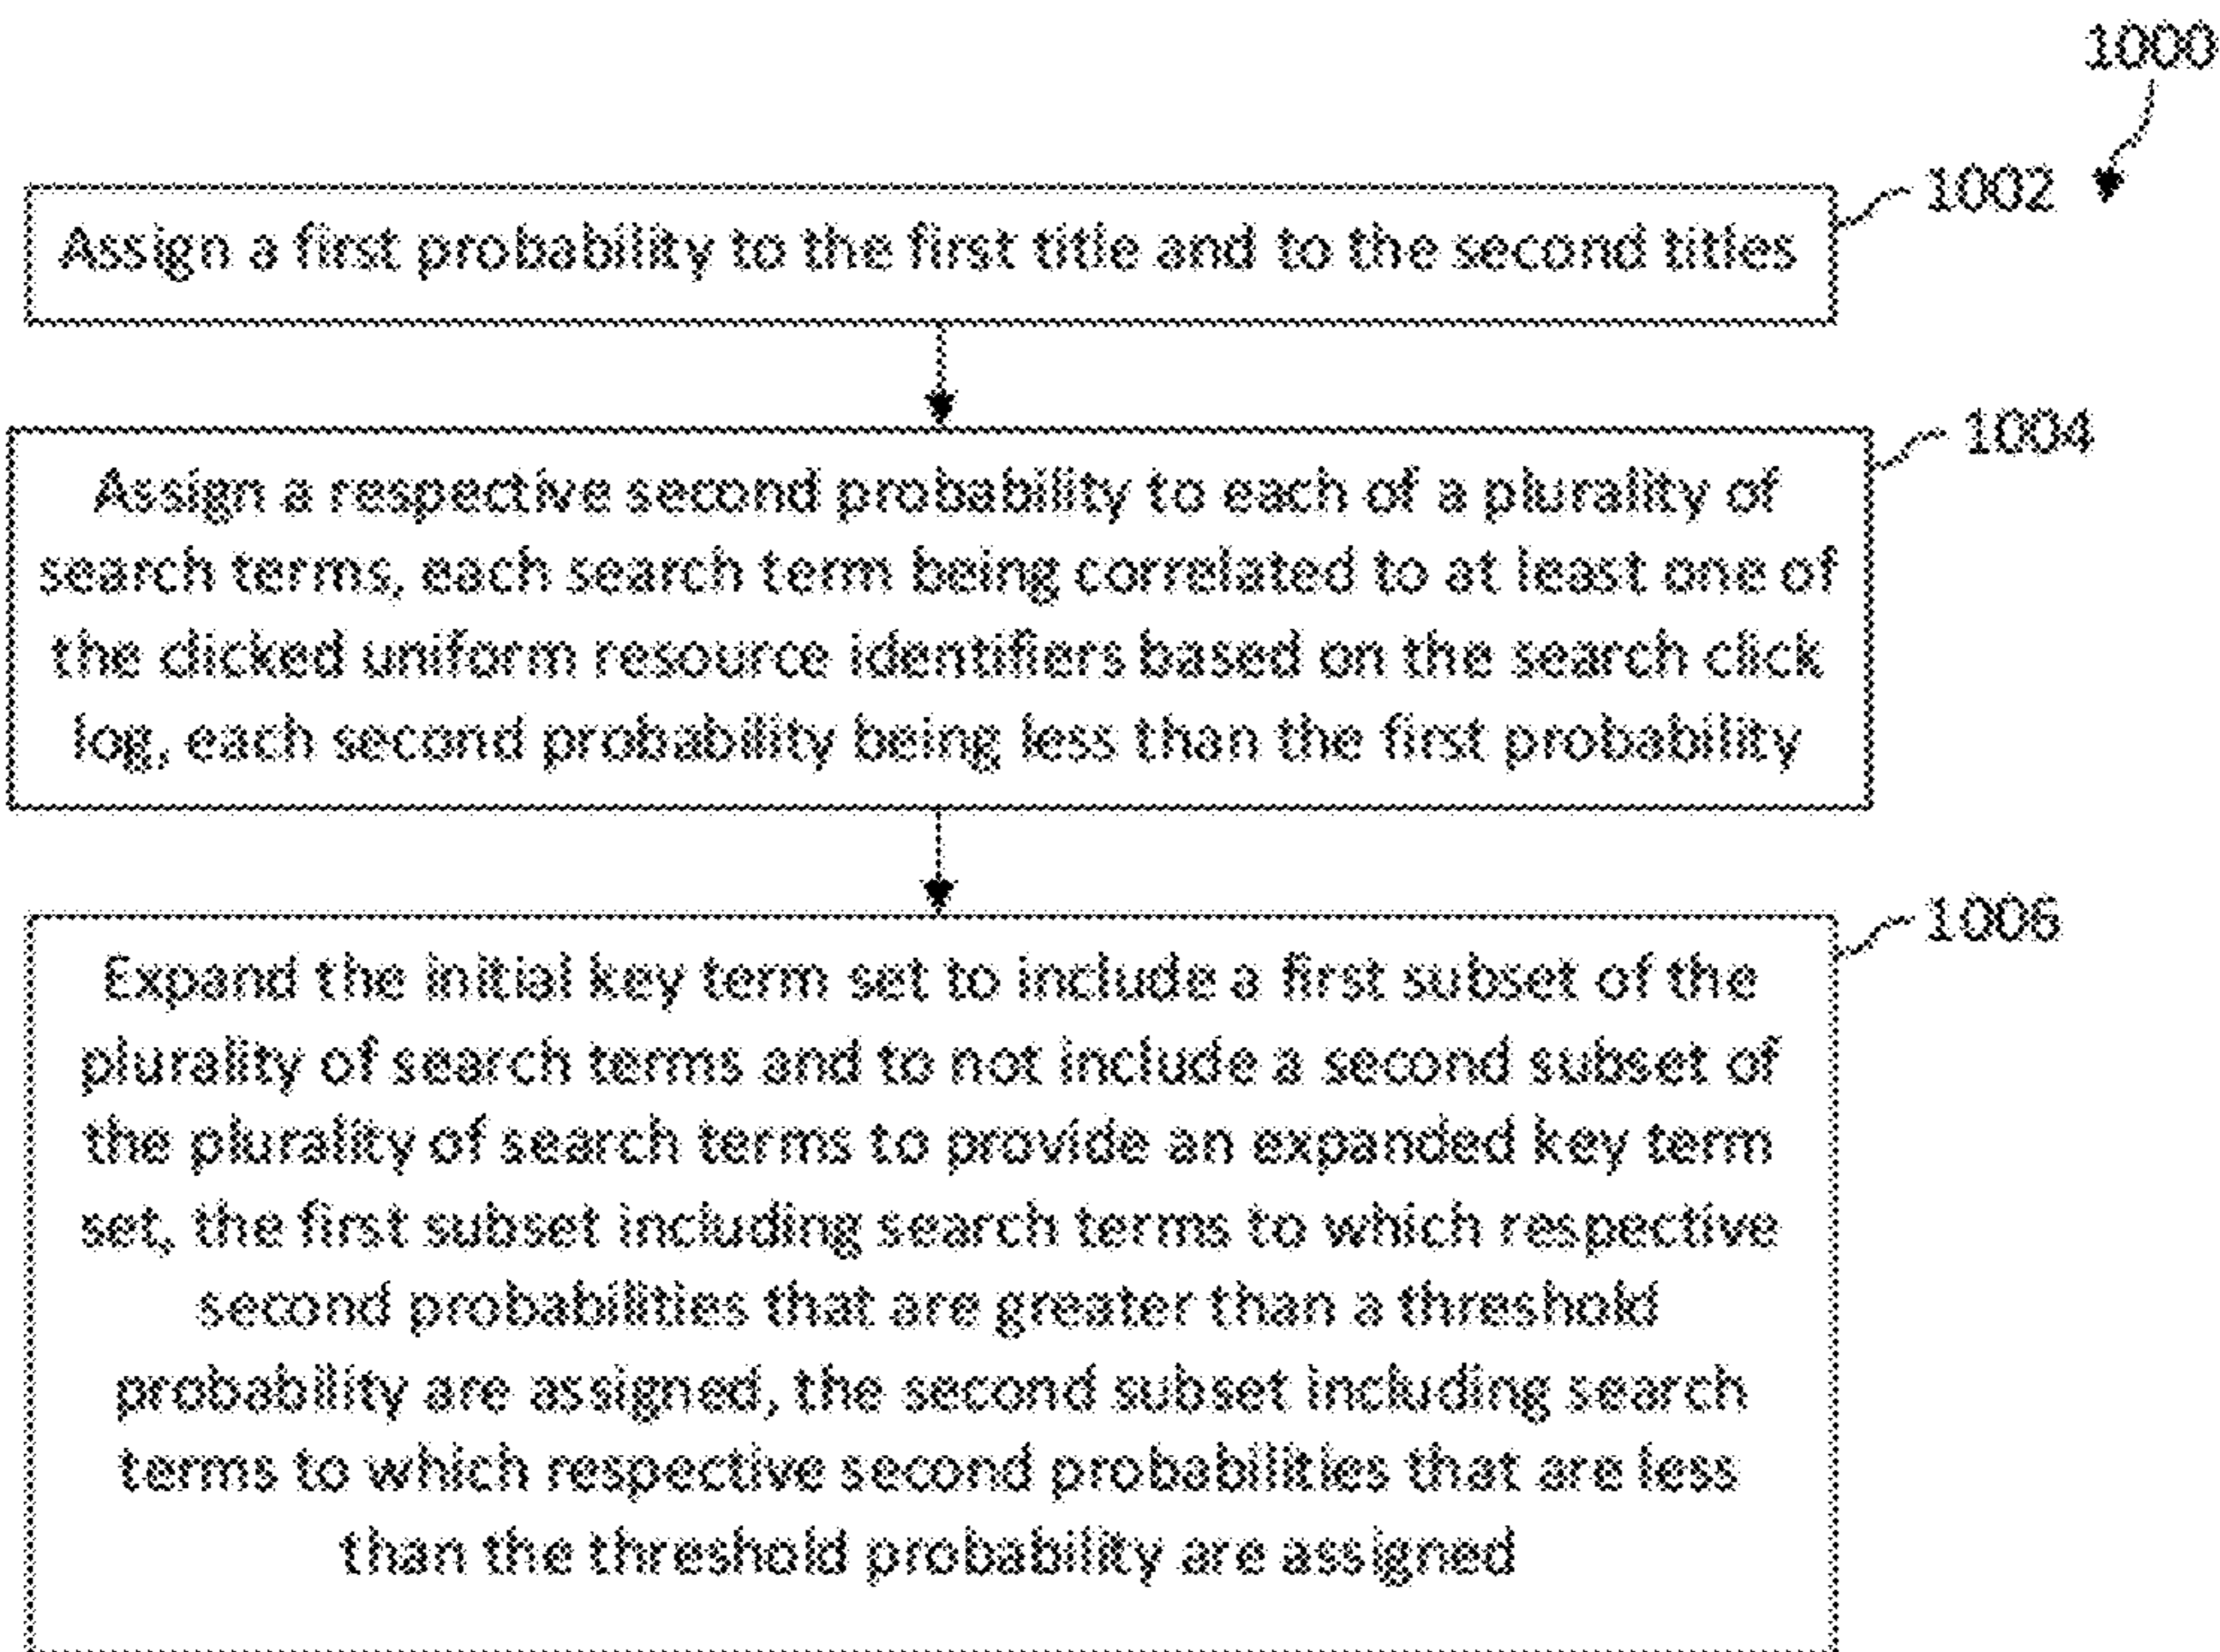 1000
1002
Assign a first probability to the first title and to the second titles
1004
Assign a respective second probability to each of a plurality of
search terms, each search term being correlated to at least one of
the clicked uniform resource identifiers based on the search click
log, each second probability being less than the first probability
1006
Expand the initial key term set to include a first subset of the
plurality of search terms and to not include a second subset of
the plurality of search terms to provide an expanded key term
set, the first subset including search terms to which respective
second probabilities that are greater than a threshold
probability are assigned, the second subset including search
terms to which respective second probabilities that are less
than the threshold probability are assigned